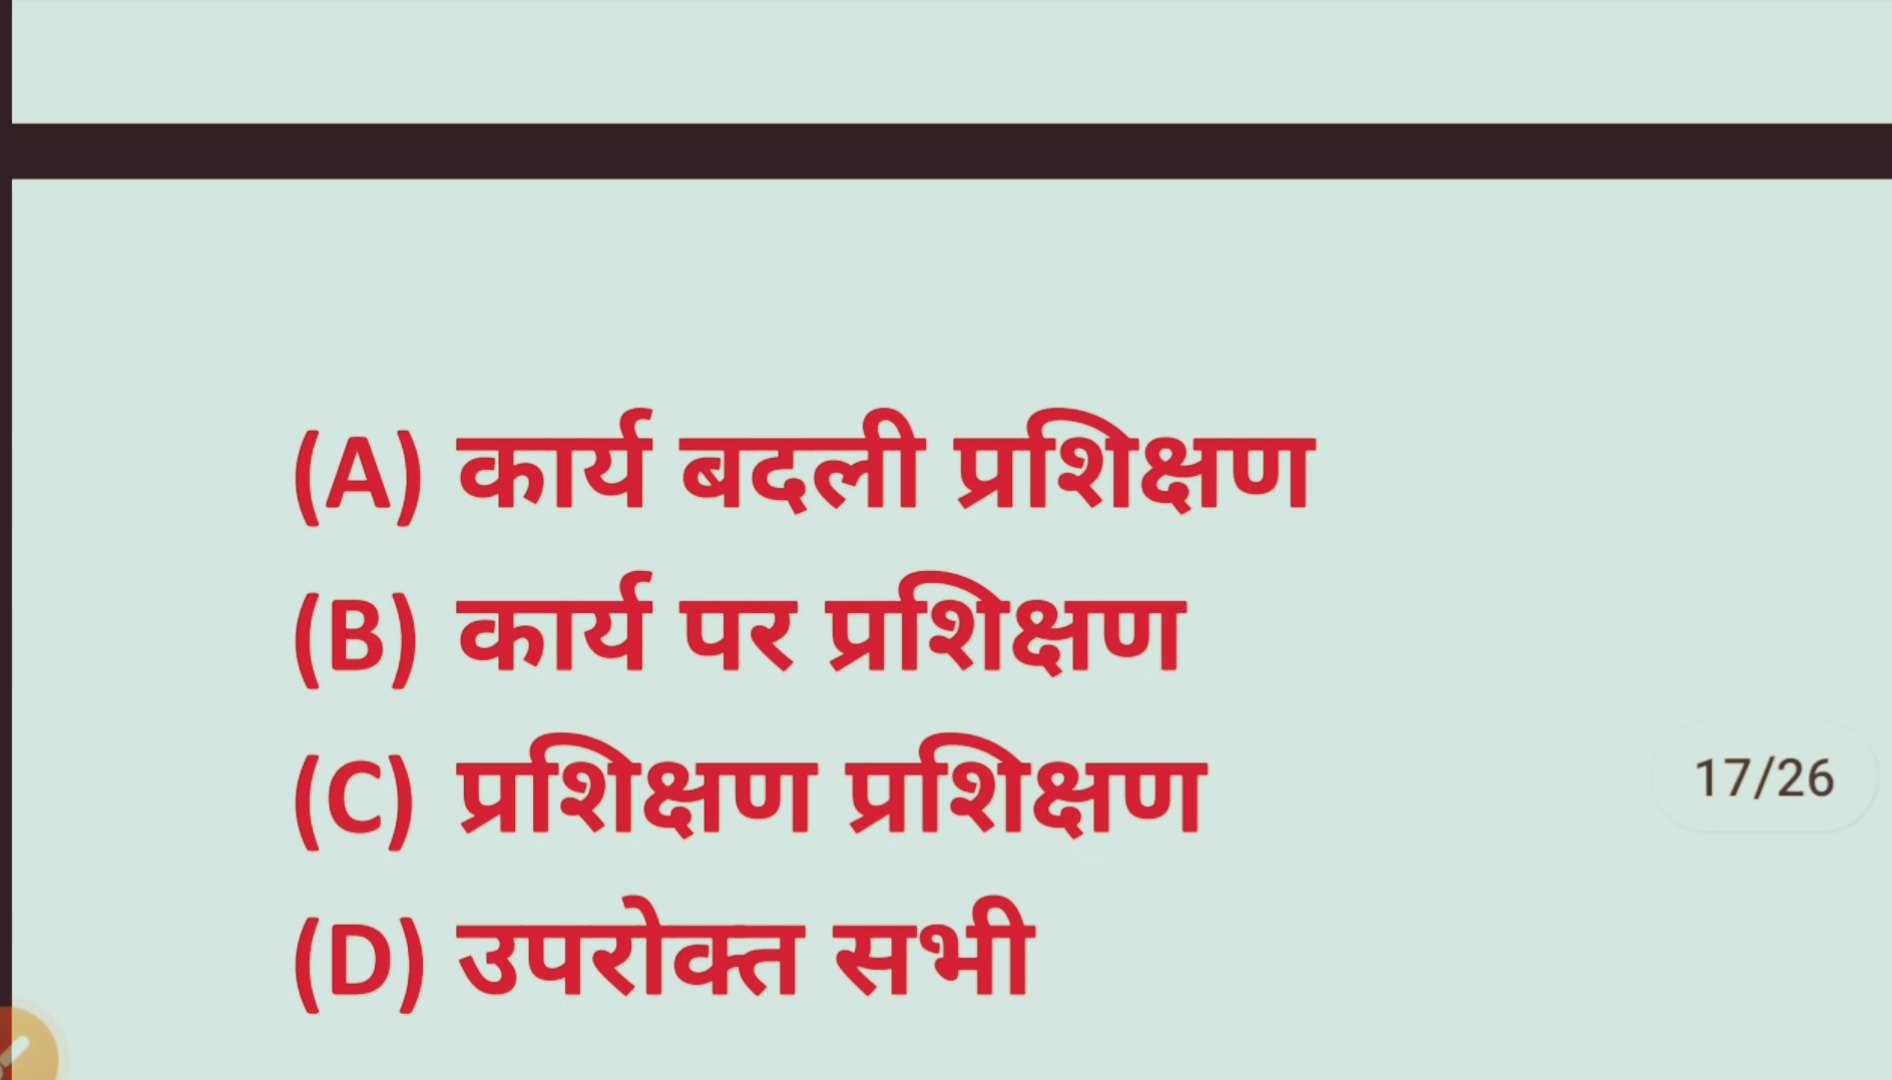 (A) कार्य बदली प्रशिक्षण
(B) कार्य पर प्रशिक्षण
(C) प्रशिक्षण प्रशिक्षण
17/26
(D) उपरोक्त सभी